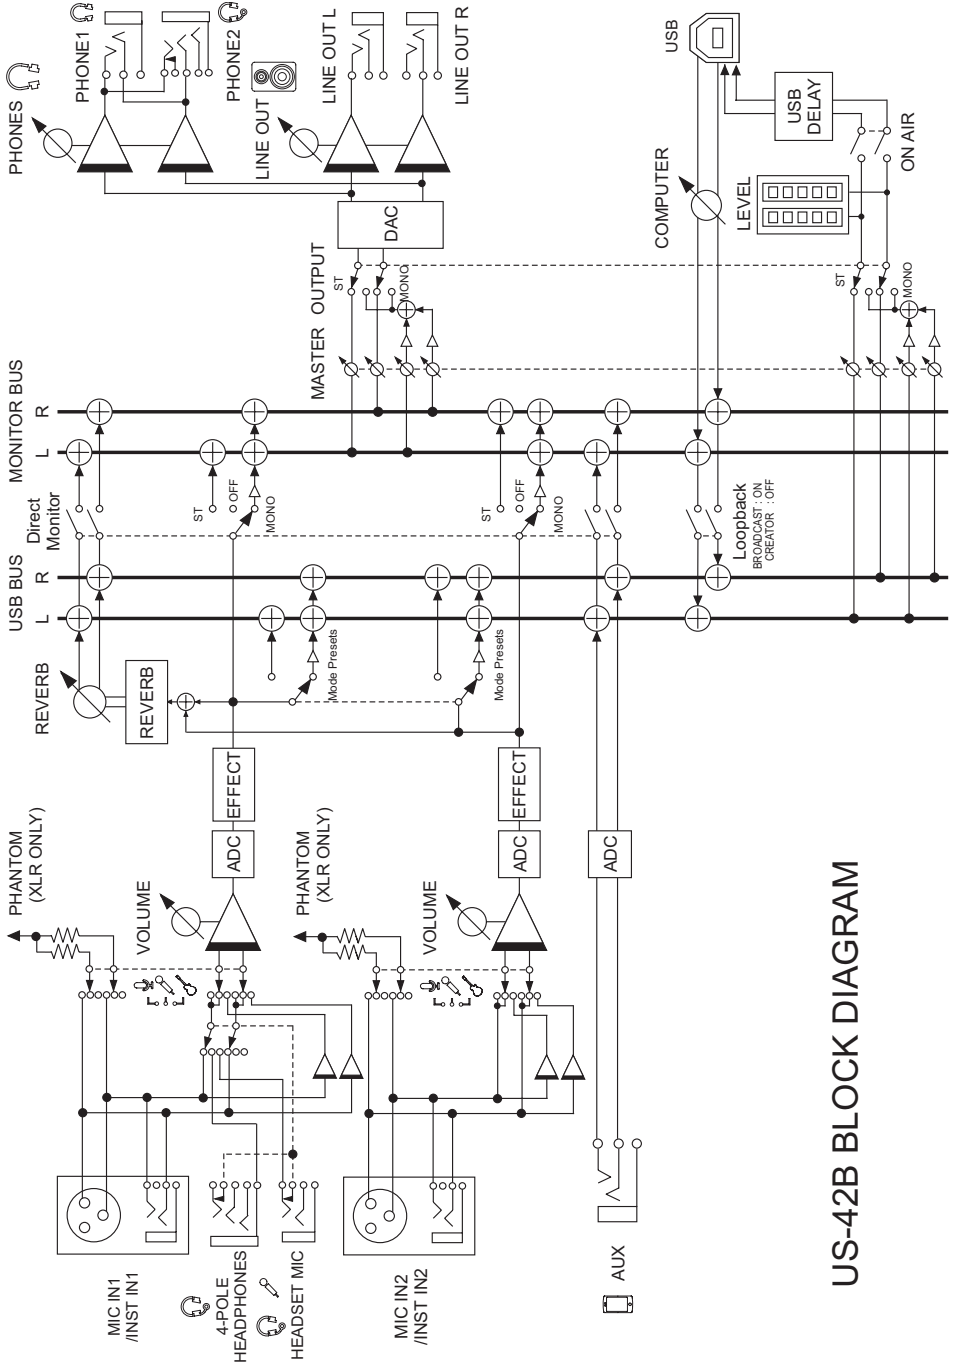 MIC IN1
/INST IN1
4-POLE
HEADPHONES
HEADSET MIC
MIC IN2
/INST IN2
AUX
PHANTOM
(XLR ONLY)
VOLUME
ADC
EFFECT
PHANTOM
(XLR ONLY)
VOLUME
ADC
EFFECT
ADC
REVERB
REVERB
Mode Presets
Mode Presets
USB BUS
L
R
Direct
Monitor
ST
OFF
MONO
ST
OFF
MONO
Loopback
BROADCAST : ON
CREATOR : OFF
MONITOR BUS
L
R
MASTER OUTPUT
ST
MONO
DAC
ST
MONO
COMPUTER
LEVEL
ON AIR
USB
DELAY
USB
PHONES
PHONE1
PHONE2
LINE OUT
LINE OUT L
LINE OUT R
US-42B BLOCK DIAGRAM